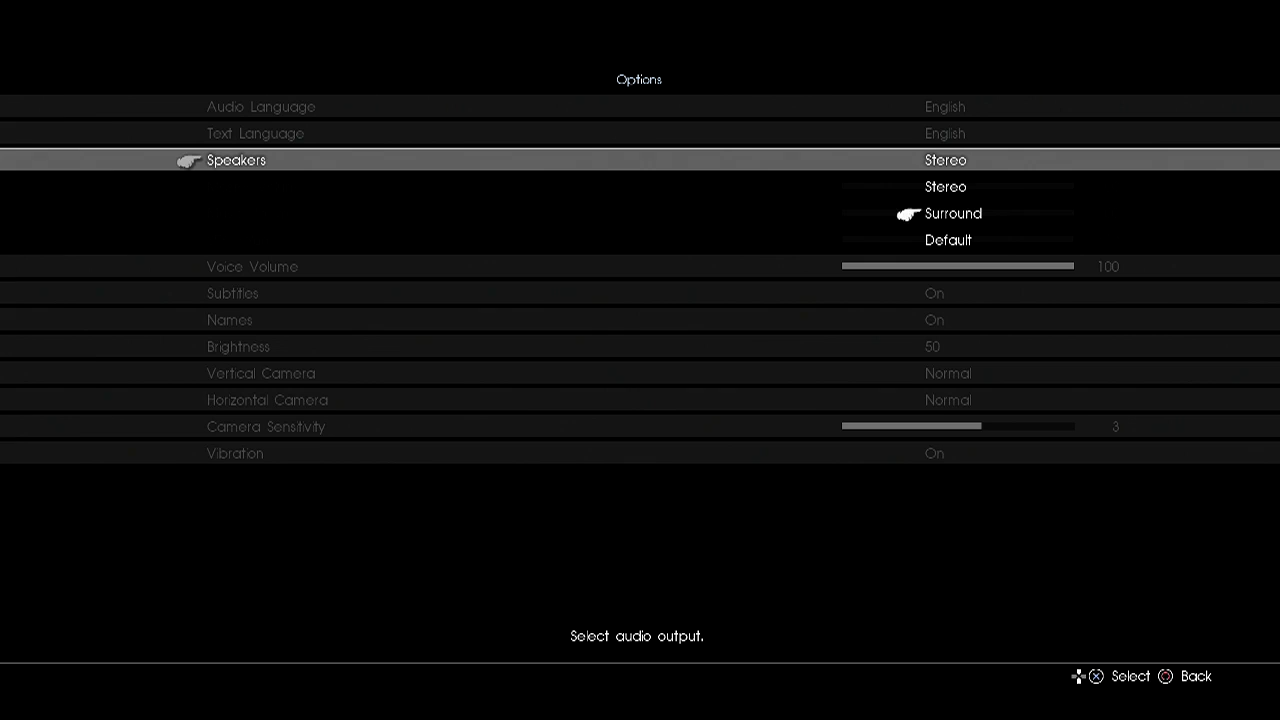 Options
Audio Language English
Text Language English
Speakers Stereo
Stereo
Surround
Default
Voice Volume 100
Subtitles On
Names On
Brightness 50
Vertical Camera Normal
Horizontal Camera Normal
Camera Sensitivity 3
Vibration On
Select audio output.
Select Back